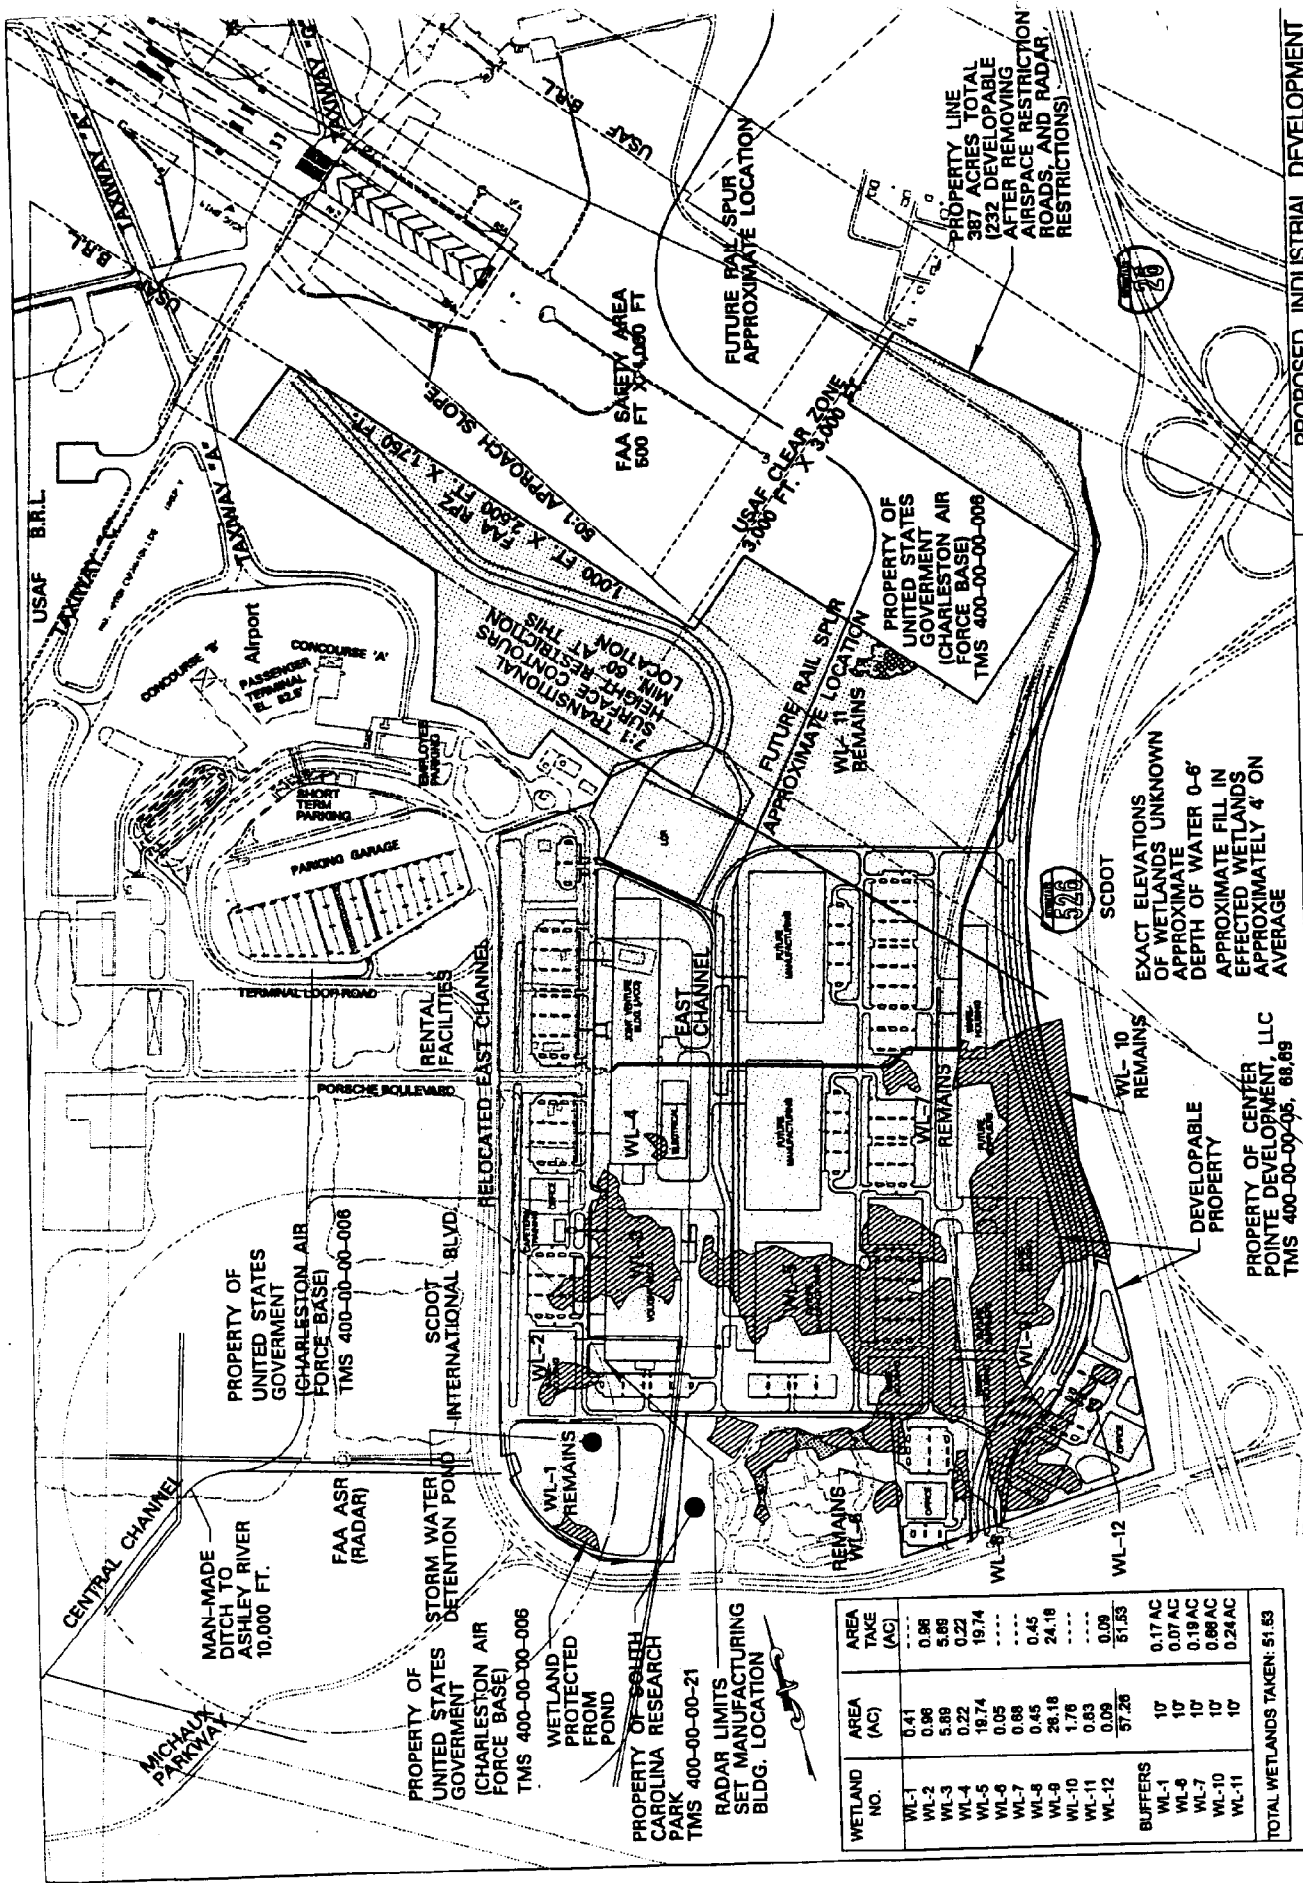 USAF B.R.L.
TAXIWAY "A"
TAXIWAY "G"
B.R.L.
USAF
TAXIWAY "A"
33
B.R.L.
USAF
CONCOURSE 'B'
Airport
PASSENGER
TERMINAL
CONCOURSE 'A'
EMPLOYEE
PARKING
SHORT
TERM
PARKING
PARKING GARAGE
TERMINAL LOOP ROAD
RENTAL
FACILITIES
PORSCHE BOULEVARD
RELOCATED EAST CHANNEL
FAA RPZ
1,000 FT. X 2,500 FT. X 1,750 FT.
50:1 APPROACH SLOPE
FAA SAFETY AREA
500 FT X 1,000 FT
FUTURE RAIL SPUR
APPROXIMATE LOCATION
PROPERTY LINE
387 ACRES TOTAL
(232 DEVELOPABLE
AFTER REMOVING
AIRSPACE RESTRICTION
ROADS, AND RADAR
RESTRICTIONS)
USAF CLEAR ZONE
3,000 FT. X 3,000 FT.
7:1
TRANSITIONAL
SURFACE CONTOURS
HEIGHT RESTRICTION
MIN. 60' AT THIS
LOCATION
FUTURE RAIL SPUR
APPROXIMATE LOCATION
WL- 11
REMAINS
PROPERTY OF
UNITED STATES
GOVERMENT
(CHARLESTON AIR
FORCE BASE)
TMS 400-00-00-006
26
526
SCDOT
EXACT ELEVATIONS
OF WETLANDS UNKNOWN
APPROXIMATE
DEPTH OF WATER 0-6'
APPROXIMATE FILL IN
EFFECTED WETLANDS
APPROXIMATELY 4' ON
AVERAGE
EAST
CHANNEL
FUTURE
MANUFACTURING
FUTURE
MANUFACTURING
ELECTRICAL
OFFICE
WL-4
WL-2
WL-5
WL-9
REMAINS
WL- 10
REMAINS
DEVELOPABLE
PROPERTY
PROPERTY OF CENTER
POINTE DEVELOPMENT, LLC
TMS 400-00-00-05, 68,69
PROPERTY OF
UNITED STATES
GOVERMENT
(CHARLESTON AIR
FORCE BASE)
TMS 400-00-00-006
SCDOT
INTERNATIONAL BLVD.
CENTRAL CHANNEL
MAN-MADE
DITCH TO
ASHLEY RIVER
10,000 FT.
FAA ASR
(RADAR)
STORM WATER
DETENTION POND
WL-1
REMAINS
MICHAUX
PARKWAY
PROPERTY OF
UNITED STATES
GOVERMENT
(CHARLESTON AIR
FORCE BASE)
TMS 400-00-00-006
WETLAND
PROTECTED
FROM
POND
PROPERTY OF SOUTH
CAROLINA RESEARCH
PARK
TMS 400-00-00-21
RADAR LIMITS
SET MANUFACTURING
BLDG. LOCATION
REMAINS
WL-6
OFFICE
WL-8
WL-12
OFFICE
WETLAND NO. AREA (AC) AREA TAKE (AC)
WL-1 0.41 ----
WL-2 0.96 0.96
WL-3 5.89 5.89
WL-4 0.22 0.22
WL-5 19.74 19.74
WL-6 0.05 ----
WL-7 0.68 ----
WL-8 0.45 0.45
WL-9 26.18 24.18
WL-10 1.76 ----
WL-11 0.83 ----
WL-12 0.09 0.09
57.26 51.53
BUFFERS
WL-1 10' 0.17 AC
WL-6 10' 0.07 AC
WL-7 10' 0.19 AC
WL-10 10' 0.66 AC
WL-11 10' 0.24 AC
TOTAL WETLANDS TAKEN: 51.53
PROPOSED INDUSTRIAL DEVELOPMENT